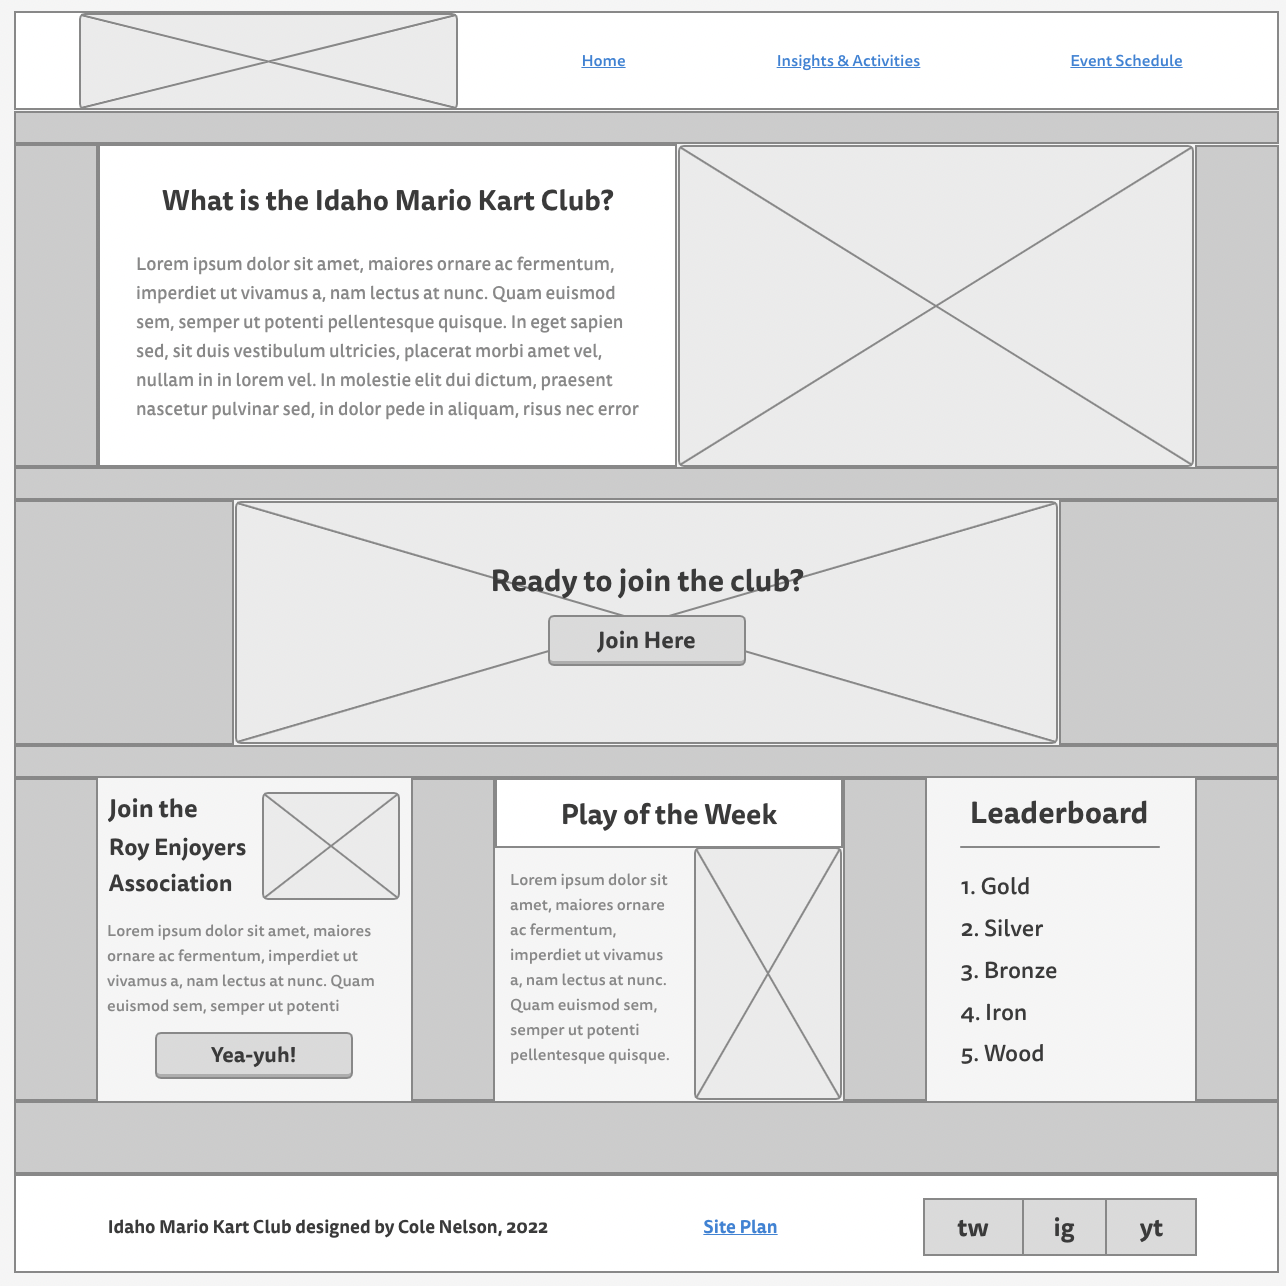 Home
Insights & Activities
Event Schedule
What is the Idaho Mario Kart Club?
Lorem ipsum dolor sit amet, maiores ornare ac fermentum,
imperdiet ut vivamus a, nam lectus at nunc. Quam euismod
sem, semper ut potenti pellentesque quisque. In eget sapien
sed, sit duis vestibulum ultricies, placerat morbi amet vel,
nullam in in lorem vel. In molestie elit dui dictum, praesent
nascetur pulvinar sed, in dolor pede in aliquam, risus nec error
Ready to join the club?
Join Here
Join the
Roy Enjoyers
Association
Lorem ipsum dolor sit amet, maiores
ornare ac fermentum, imperdiet ut
vivamus a, nam lectus at nunc. Quam
euismod sem, semper ut potenti
Yea-yuh!
Play of the Week
Lorem ipsum dolor sit
amet, maiores ornare
ac fermentum,
imperdiet ut vivamus
a, nam lectus at nunc.
Quam euismod sem,
semper ut potenti
pellentesque quisque.
Leaderboard
1. Gold
2. Silver
3. Bronze
4. Iron
5. Wood
Idaho Mario Kart Club designed by Cole Nelson, 2022
Site Plan
tw
ig
yt